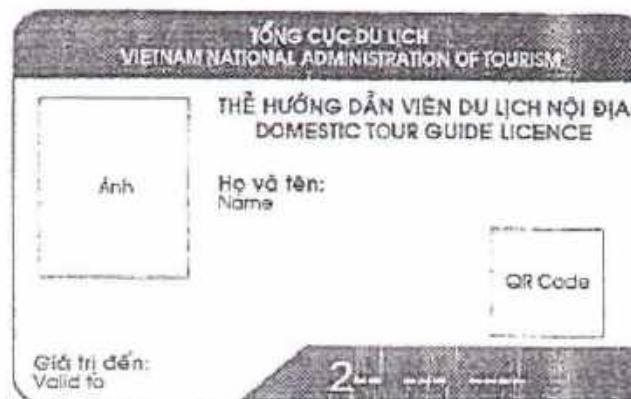 TỔNG CỤC DU LỊCH
VIETNAM NATIONAL ADMINISTRATION OF TOURISM
THẺ HƯỚNG DẪN VIÊN DU LỊCH NỘI ĐỊA
DOMESTIC TOUR GUIDE LICENCE
Ảnh
Họ và tên:
Name
QR Code
Giá trị đến:
Valid to
2-- --- ----